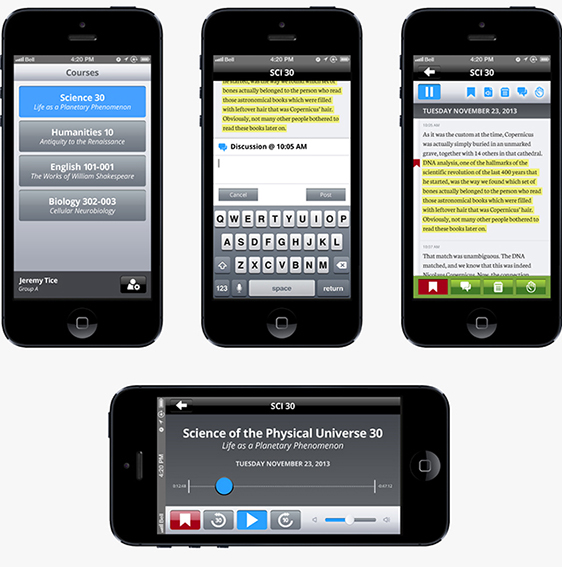 Bell 4:20 PM
Courses
Science 30
Life as a Planetary Phenomenon
Humanities 10
Antiquity to the Renaissance
English 101-001
The Works of William Shakespeare
Biology 302-003
Cellular Neurobiology
Jeremy Tice
Group A
Bell 4:20 PM
SCI 30
he started, was the way we found which set of
bones actually belonged to the person who read
those astronomical books which were filled
with leftover hair that was Copernicus' hair.
Obviously, not many other people bothered to
read these books later on.
Discussion @ 10:05 AM
Cancel Post
Q W E R T Y U I O P
A S D F G H J K L
Z X C V B N M
123 space return
Bell 4:20 PM
SCI 30
TUESDAY NOVEMBER 23, 2013
10:05 AM
As it was the custom at the time, Copernicus
was actually simply buried in an unmarked
grave, together with 14 others in that cathedral.
DNA analysis, one of the hallmarks of the
scientific revolution of the last 400 years that
he started, was the way we found which set of
bones actually belonged to the person who read
those astronomical books which were filled
with leftover hair that was Copernicus' hair.
Obviously, not many other people bothered to
read these books later on.
10:07 AM
That match was unambiguous. The DNA
matched, and we know that this was indeed
Nicolaus Copernicus. Now, the connection
Bell 4:20 PM
SCI 30
Science of the Physical Universe 30
Life as a Planetary Phenomenon
TUESDAY NOVEMBER 23, 2013
0:12:48 -0:47:12
30 10